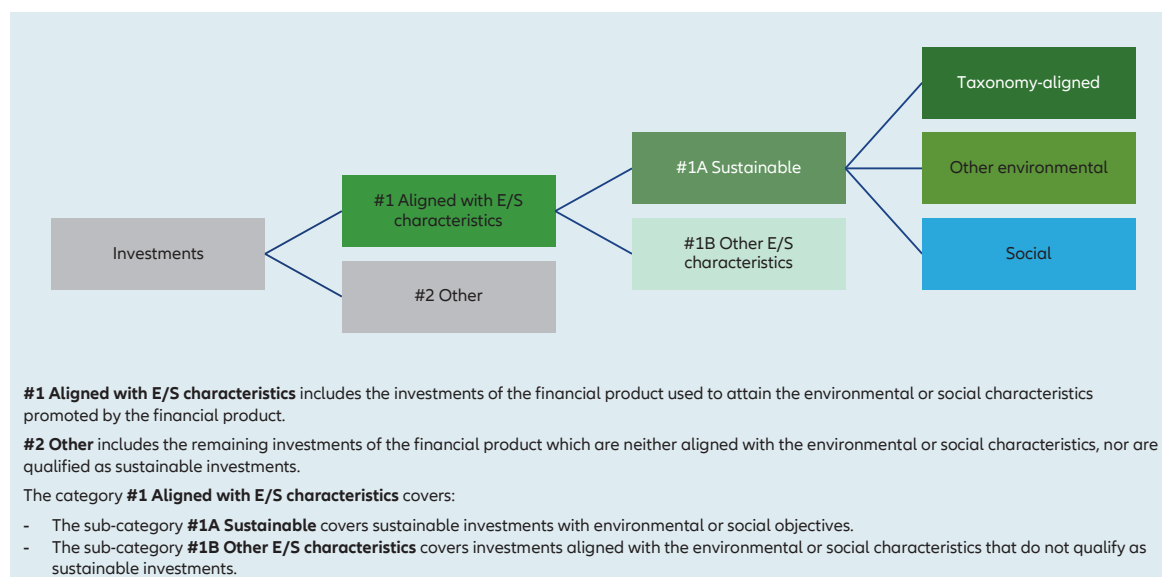 Taxonomy-aligned
#1A Sustainable
Other environmental
#1 Aligned with E/S
characteristics
Investments
#1B Other E/S
characteristics
Social
#2 Other
#1 Aligned with E/S characteristics includes the investments of the financial product used to attain the environmental or social characteristics
promoted by the financial product.
#2 Other includes the remaining investments of the financial product which are neither aligned with the environmental or social characteristics, nor are
qualified as sustainable investments.
The category #1 Aligned with E/S characteristics covers:
- The sub-category #1A Sustainable covers sustainable investments with environmental or social objectives.
- The sub-category #1B Other E/S characteristics covers investments aligned with the environmental or social characteristics that do not qualify as
sustainable investments.